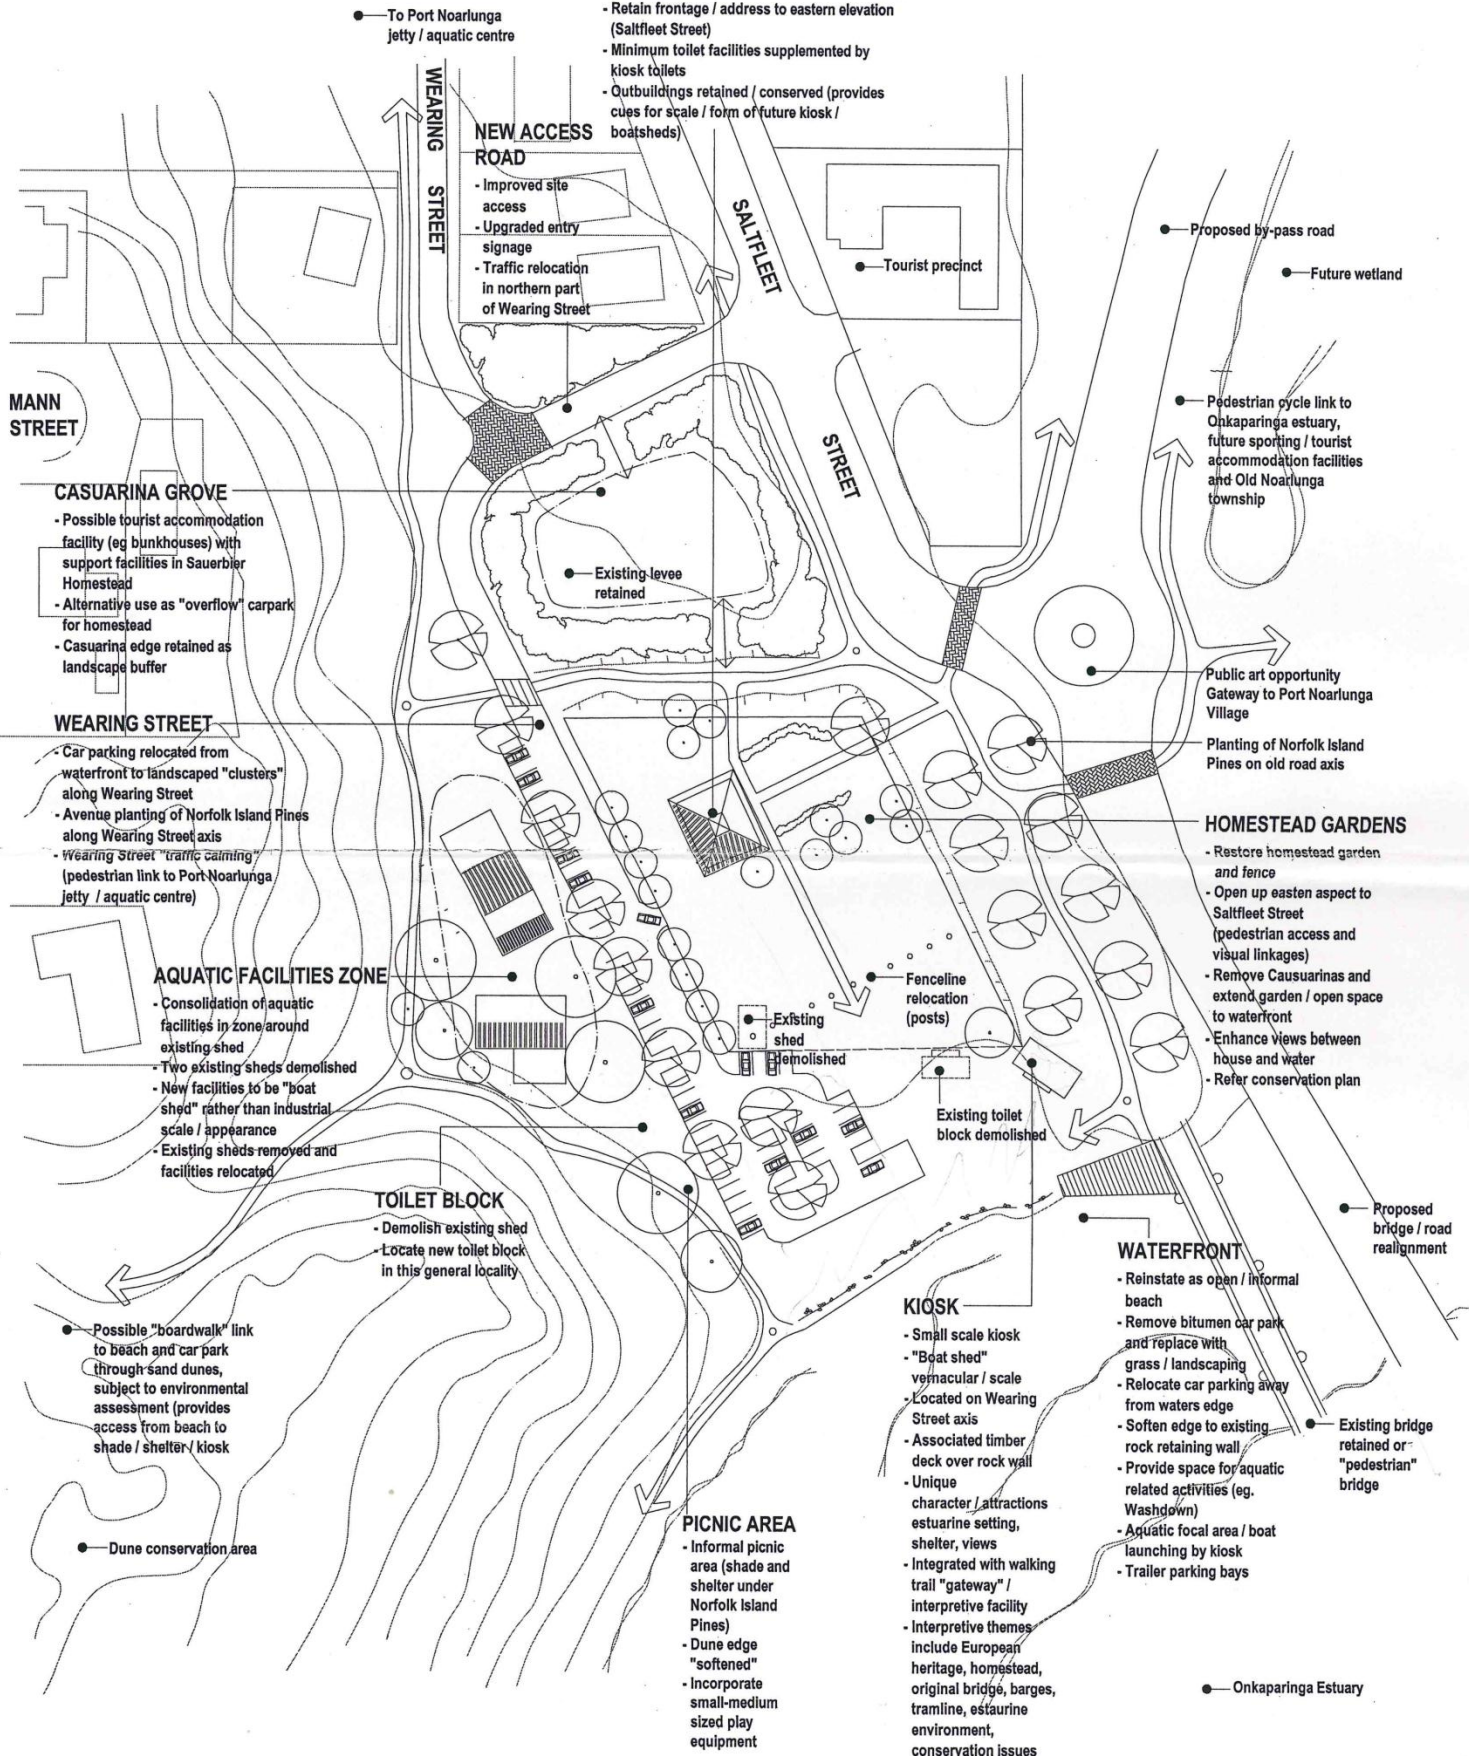 To Port Noarlunga
jetty / aquatic centre
- Retain frontage / address to eastern elevation
(Saltfleet Street)
- Minimum toilet facilities supplemented by
kiosk toilets
- Outbuildings retained / conserved (provides
cues for scale / form of future kiosk /
boatsheds)
WEARING STREET
NEW ACCESS
ROAD
- Improved site
access
- Upgraded entry
signage
- Traffic relocation
in northern part
of Wearing Street
SALTFLEET
STREET
Tourist precinct
Proposed by-pass road
Future wetland
MANN
STREET
Pedestrian cycle link to
Onkaparinga estuary,
future sporting / tourist
accommodation facilities
and Old Noarlunga
township
CASUARINA GROVE
- Possible tourist accommodation
facility (eg bunkhouses) with
support facilities in Sauerbier
Homestead
- Alternative use as "overflow" carpark
for homestead
- Casuarina edge retained as
landscape buffer
Existing levee
retained
Public art opportunity
Gateway to Port Noarlunga
Village
Planting of Norfolk Island
Pines on old road axis
WEARING STREET
- Car parking relocated from
waterfront to landscaped "clusters"
along Wearing Street
- Avenue planting of Norfolk Island Pines
along Wearing Street axis
- Wearing Street "traffic calming"
(pedestrian link to Port Noarlunga
jetty / aquatic centre)
HOMESTEAD GARDENS
- Restore homestead garden
and fence
- Open up easten aspect to
Saltfleet Street
(pedestrian access and
visual linkages)
- Remove Causuarinas and
extend garden / open space
to waterfront
- Enhance views between
house and water
- Refer conservation plan
AQUATIC FACILITIES ZONE
- Consolidation of aquatic
facilities in zone around
existing shed
- Two existing sheds demolished
- New facilities to be "boat
shed" rather than industrial
scale / appearance
- Existing sheds removed and
facilities relocated
Fenceline
relocation
(posts)
Existing
shed
demolished
Existing toilet
block demolished
TOILET BLOCK
- Demolish existing shed
- Locate new toilet block
in this general locality
Proposed
bridge / road
realignment
WATERFRONT
- Reinstate as open / informal
beach
- Remove bitumen car park
and replace with
grass / landscaping
- Relocate car parking away
from waters edge
- Soften edge to existing
rock retaining wall
- Provide space for aquatic
related activities (eg.
Washdown)
- Aquatic focal area / boat
launching by kiosk
- Trailer parking bays
KIOSK
- Small scale kiosk
- "Boat shed"
vernacular / scale
- Located on Wearing
Street axis
- Associated timber
deck over rock wall
- Unique
character / attractions
estuarine setting,
shelter, views
- Integrated with walking
trail "gateway" /
interpretive facility
- Interpretive themes
include European
heritage, homestead,
original bridge, barges,
tramline, estaurine
environment,
conservation issues
Possible "boardwalk" link
to beach and car park
through sand dunes,
subject to environmental
assessment (provides
access from beach to
shade / shelter / kiosk
Existing bridge
retained or
"pedestrian"
bridge
Dune conservation area
PICNIC AREA
- Informal picnic
area (shade and
shelter under
Norfolk Island
Pines)
- Dune edge
"softened"
- Incorporate
small-medium
sized play
equipment
Onkaparinga Estuary